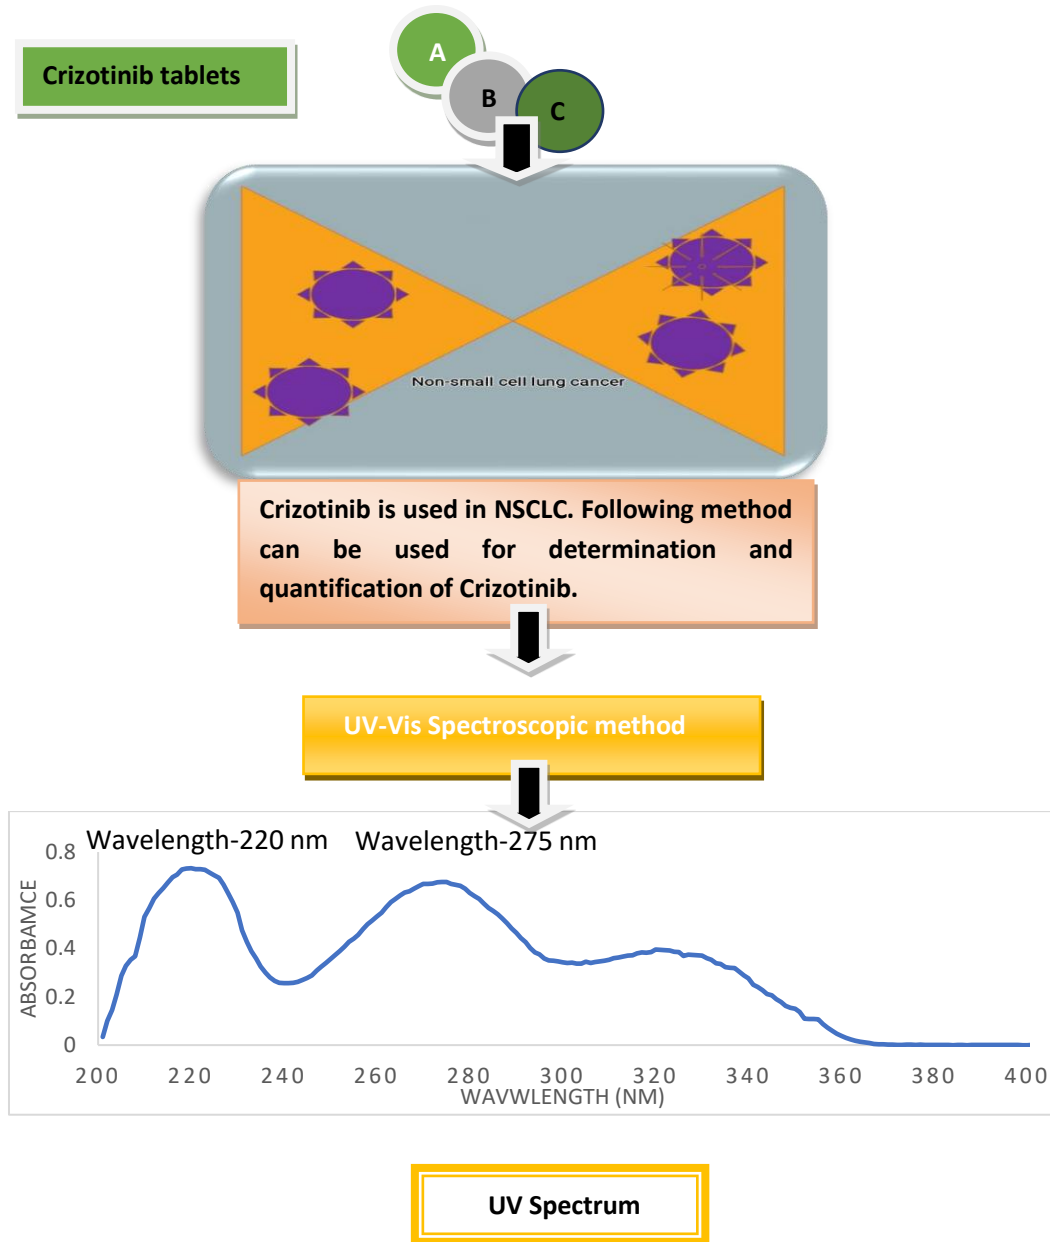 Crizotinib tablets
A
B
C
Non-small cell lung cancer
Crizotinib is used in NSCLC. Following method
can be used for determination and
quantification of Crizotinib.
UV-Vis Spectroscopic method
Wavelength-220 nm
Wavelength-275 nm
ABSORBAMCE
0.8
0.6
0.4
0.2
0
200 220 240 260 280 300 320 340 360 380 400
WAVWLENGTH (NM)
UV Spectrum